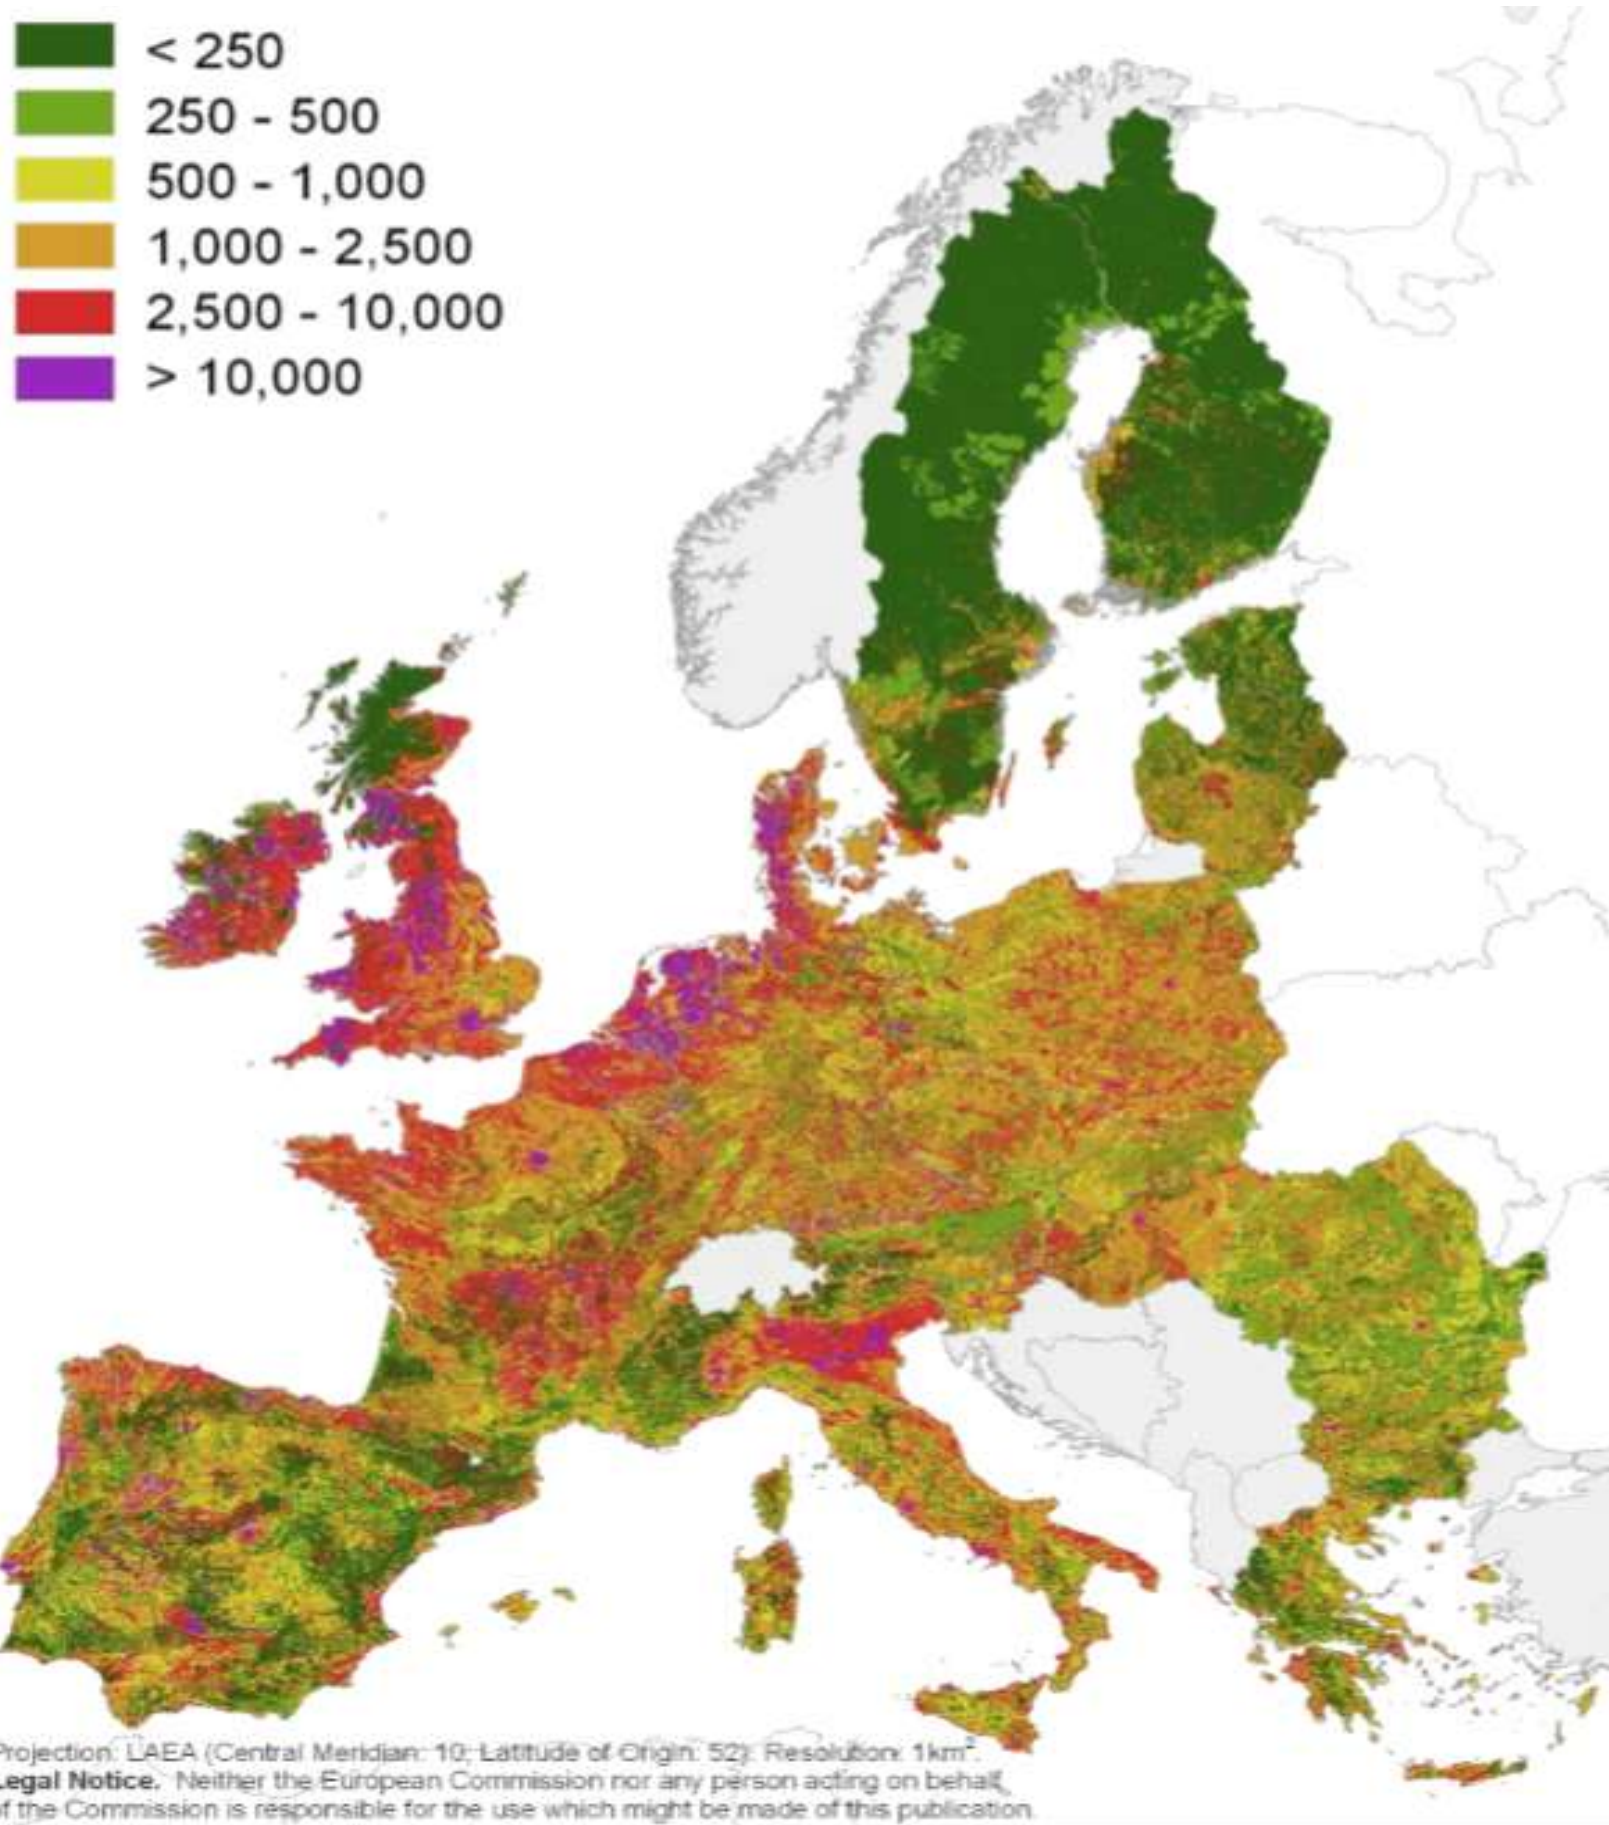 < 250
250 - 500
500 - 1,000
1,000 - 2,500
2,500 - 10,000
> 10,000
Projection: LAEA (Central Meridian: 10; Latitude of Origin: 52). Resolution: 1km².
Legal Notice. Neither the European Commission nor any person acting on behalf
of the Commission is responsible for the use which might be made of this publication.